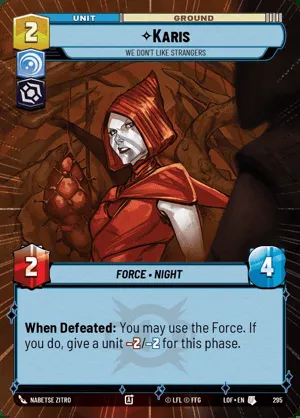 UNIT GROUND
2
✧KARIS
WE DON'T LIKE STRANGERS
2 4
FORCE • NIGHT
When Defeated: You may use the Force. If
you do, give a unit -2/-2 for this phase.
NABETSE ZITRO © LFL © FFG LOF • EN 295